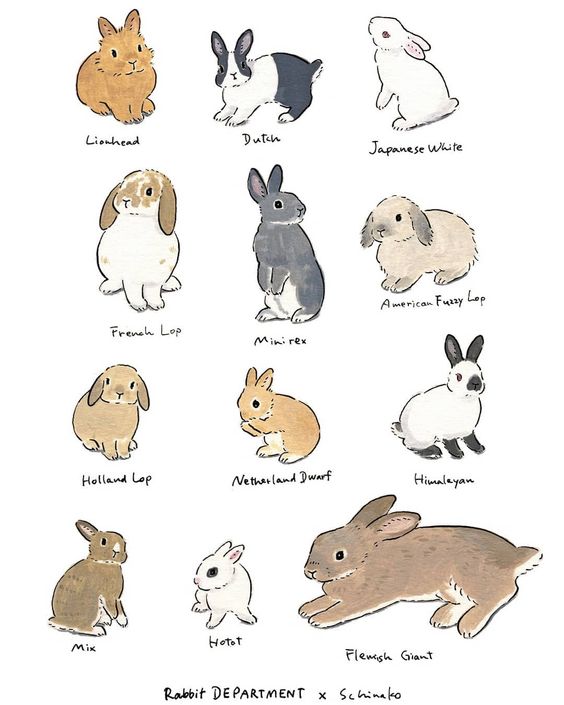 Lionhead
Dutch
Japanese White
French Lop
Mini rex
American Fuzzy Lop
Holland Lop
Netherland Dwarf
Himalayan
Mix
Hotot
Flemish Giant
Rabbit DEPARTMENT x Schinako